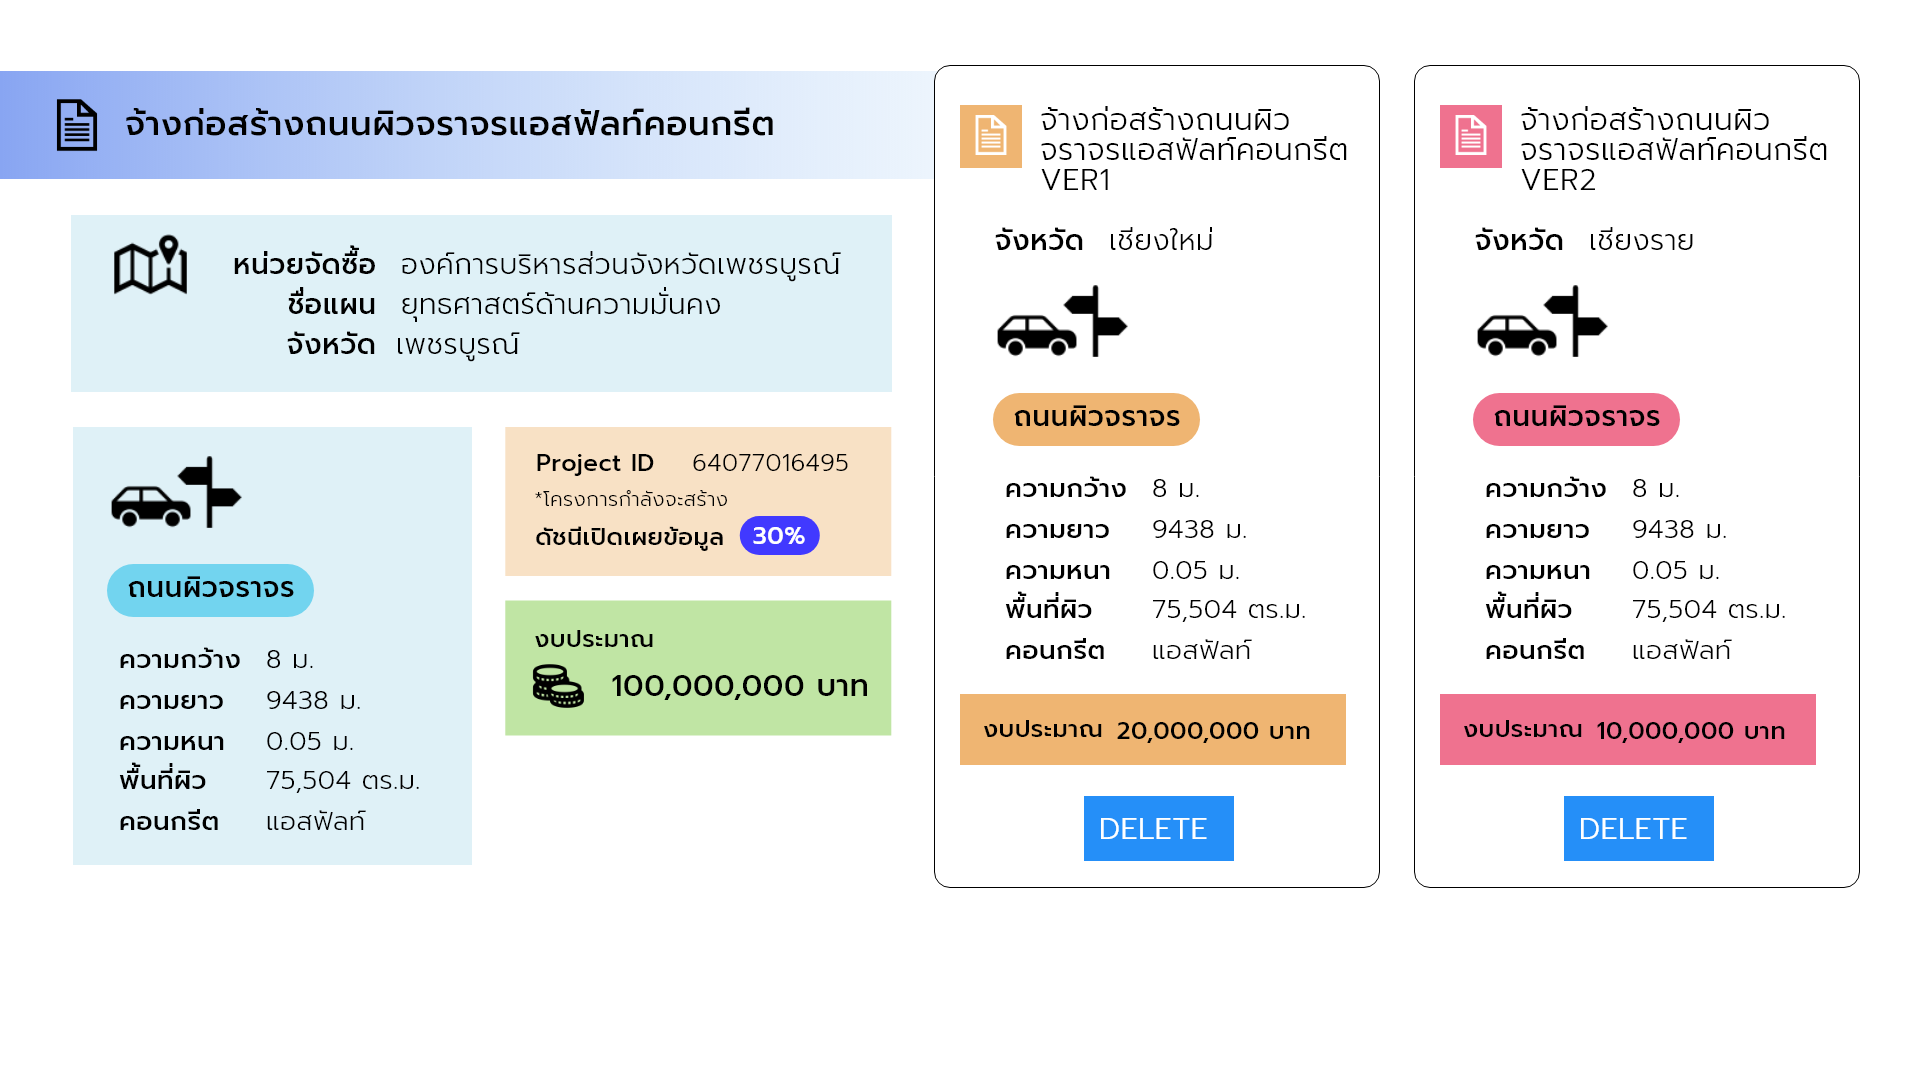 จ้างก่อสร้างถนนผิวจราจรแอสฟัลท์คอนกรีต
หน่วยจัดซื้อ องค์การบริหารส่วนจังหวัดเพชรบูรณ์
ชื่อแผน ยุทธศาสตร์ด้านความมั่นคง
จังหวัด เพชรบูรณ์
ถนนผิวจราจร
ความกว้าง 8 ม.
ความยาว 9438 ม.
ความหนา 0.05 ม.
พื้นที่ผิว 75,504 ตร.ม.
คอนกรีต แอสฟัลท์
Project ID 64077016495
*โครงการกำลังจะสร้าง
ดัชนีเปิดเผยข้อมูล 30%
งบประมาณ
100,000,000 บาท
จ้างก่อสร้างถนนผิว
จราจรแอสฟัลท์คอนกรีต
VER1
จังหวัด เชียงใหม่
ถนนผิวจราจร
ความกว้าง 8 ม.
ความยาว 9438 ม.
ความหนา 0.05 ม.
พื้นที่ผิว 75,504 ตร.ม.
คอนกรีต แอสฟัลท์
งบประมาณ 20,000,000 บาท
DELETE
จ้างก่อสร้างถนนผิว
จราจรแอสฟัลท์คอนกรีต
VER2
จังหวัด เชียงราย
ถนนผิวจราจร
ความกว้าง 8 ม.
ความยาว 9438 ม.
ความหนา 0.05 ม.
พื้นที่ผิว 75,504 ตร.ม.
คอนกรีต แอสฟัลท์
งบประมาณ 10,000,000 บาท
DELETE